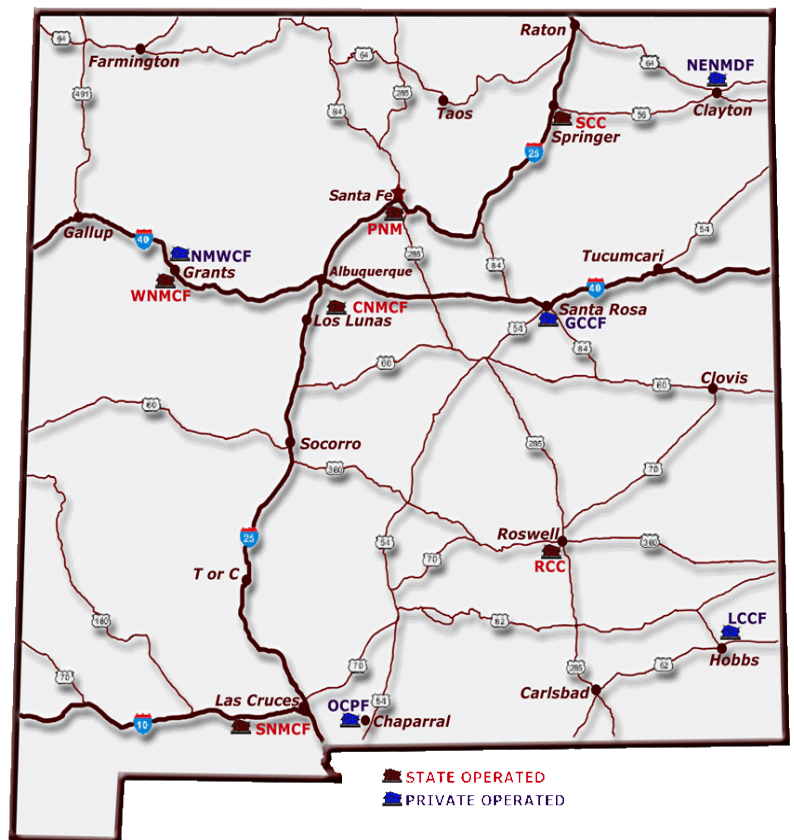 Raton
64
Farmington
64
NENMDF
64
491
285
56
Clayton
Taos
84
SCC
Springer
25
Santa Fe
PNM
Gallup
40
NMWCF
Grants
WNMCF
285
84
54
Tucumcari
Albuquerque
40
CNMCF
Los Lunas
Santa Rosa
GCCF
54
84
60
60
Clovis
60
Socorro
285
380
70
25
Roswell
54
380
RCC
70
T or C
180
82
LCCF
Hobbs
70
70
285
62
Carlsbad
Las Cruces
OCPF
54
Chaparral
10
SNMCF
STATE OPERATED
PRIVATE OPERATED